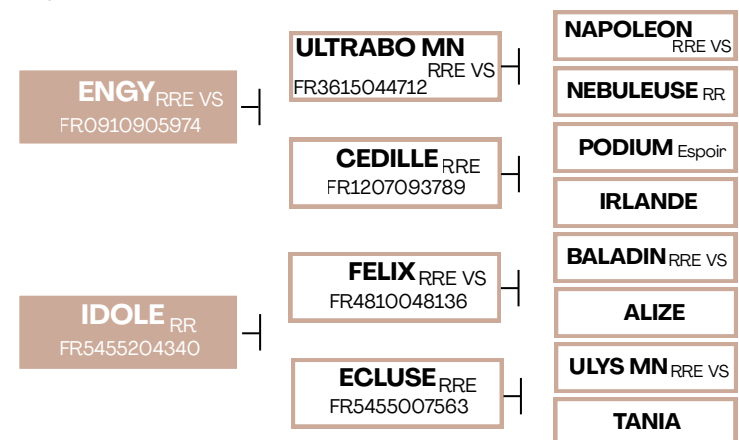 ENGY RRE VS
FR0910905974
IDOLE RR
FR5455204340
ULTRABO MN
RRE VS
FR3615044712
CEDILLE RRE
FR1207093789
FELIX RRE VS
FR4810048136
ECLUSE RRE
FR5455007563
NAPOLEON
RRE VS
NEBULEUSE RR
PODIUM Espoir
IRLANDE
BALADIN RRE VS
ALIZE
ULYS MN RRE VS
TANIA